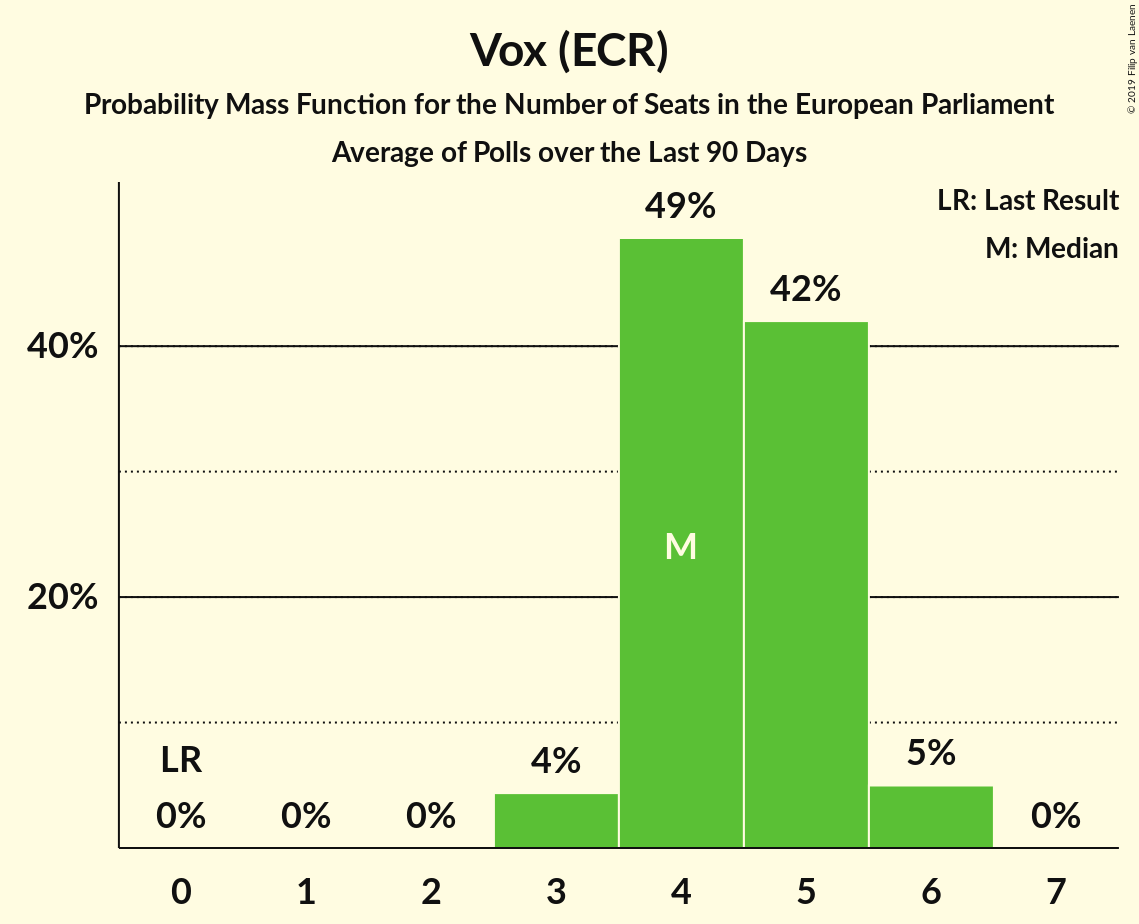 Vox (ECR)
Probability Mass Function for the Number of Seats in the European Parliament
Average of Polls over the Last 90 Days
© 2019 Filip van Laenen
LR: Last Result
M: Median
49%
42%
40%
M
20%
LR
4%
5%
0%
0%
0%
0%
0
1
2
3
4
5
6
7